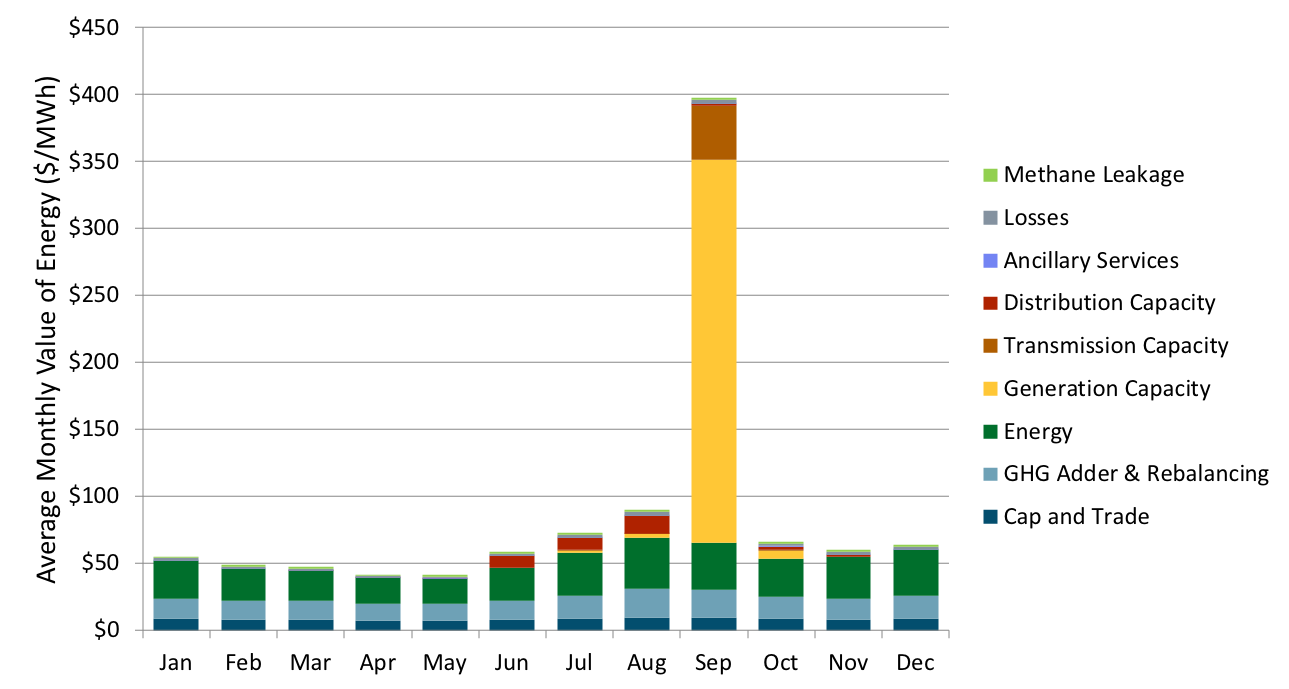 Average Monthly Value of Energy ($/MWh)
$450
$400
$350
$300
$250
$200
$150
$100
$50
$0
Jan Feb Mar Apr May Jun Jul Aug Sep Oct Nov Dec
Methane Leakage
Losses
Ancillary Services
Distribution Capacity
Transmission Capacity
Generation Capacity
Energy
GHG Adder & Rebalancing
Cap and Trade